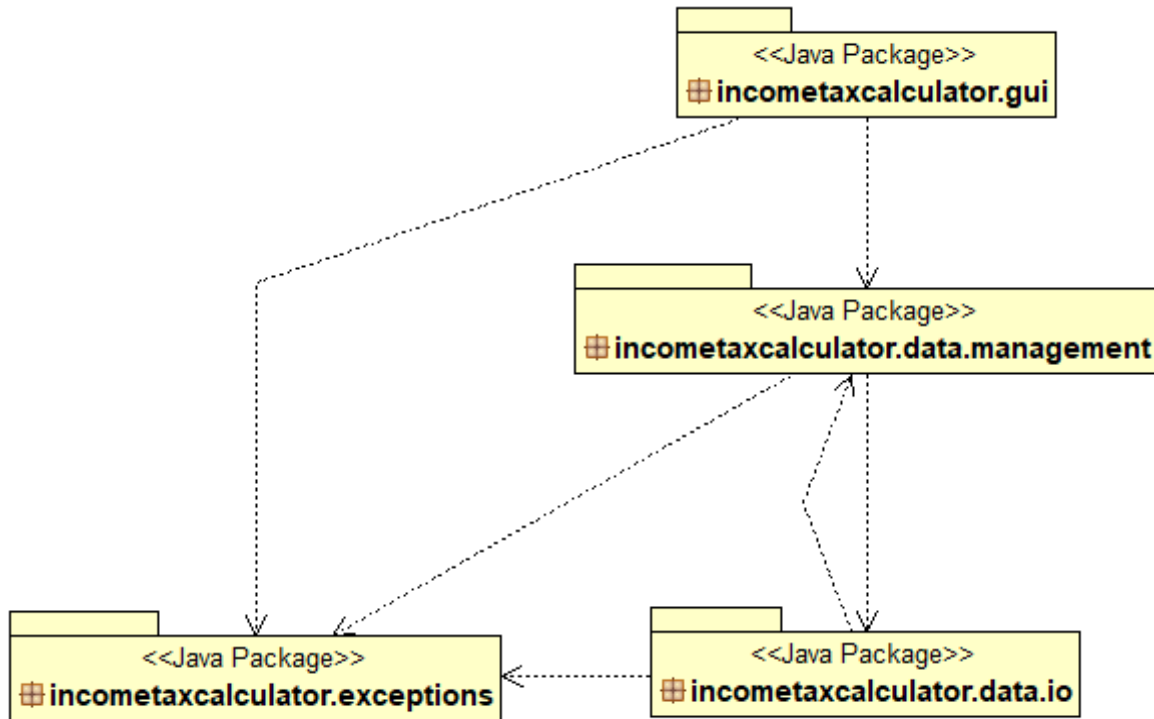 <<Java Package>>
incometaxcalculator.gui
<<Java Package>>
incometaxcalculator.data.management
<<Java Package>>
incometaxcalculator.exceptions
<<Java Package>>
incometaxcalculator.data.io